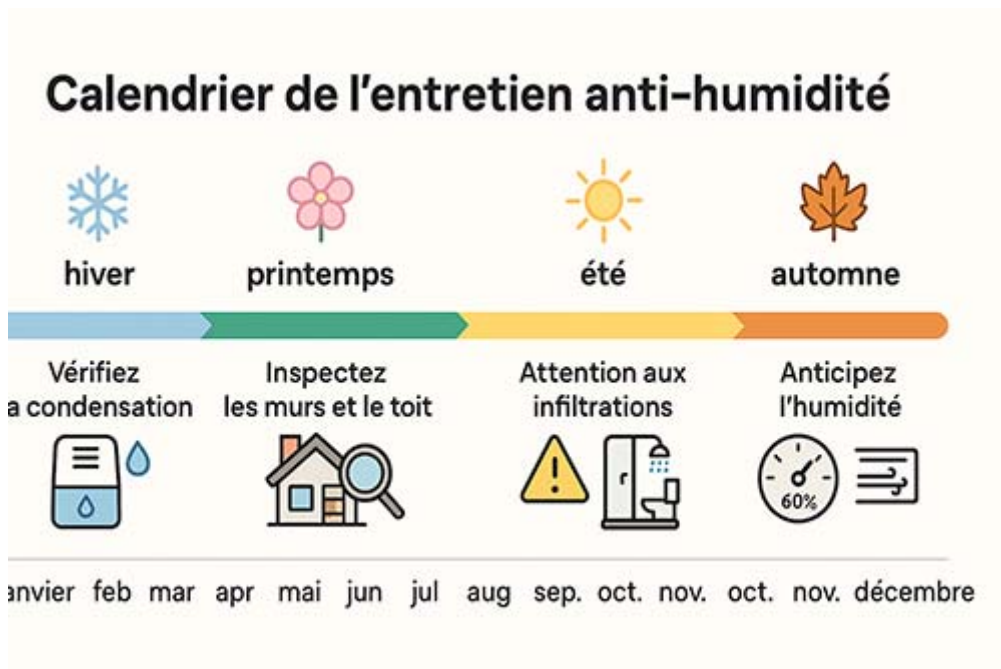 Calendrier de l'entretien anti-humidité
hiver
printemps
été
automne
Vérifiez
a condensation
Inspectez
les murs et le toit
Attention aux
infiltrations
Anticipez
l'humidité
60%
anvier feb mar apr mai jun jul aug sep. oct. nov. oct. nov. décembre